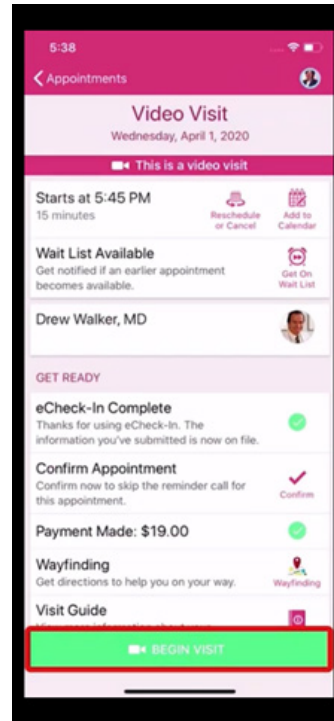 5:38
Appointments
Video Visit
Wednesday, April 1, 2020
This is a video visit
Starts at 5:45 PM
15 minutes
Reschedule
or Cancel
Add to
Calendar
Wait List Available
Get notified if an earlier appointment
becomes available.
Get On
Wait List
Drew Walker, MD
GET READY
eCheck-In Complete
Thanks for using eCheck-In. The
information you've submitted is now on file.
Confirm Appointment
Confirm now to skip the reminder call for
this appointment.
Confirm
Payment Made: $19.00
Wayfinding
Get directions to help you on your way.
Wayfinding
Visit Guide
BEGIN VISIT